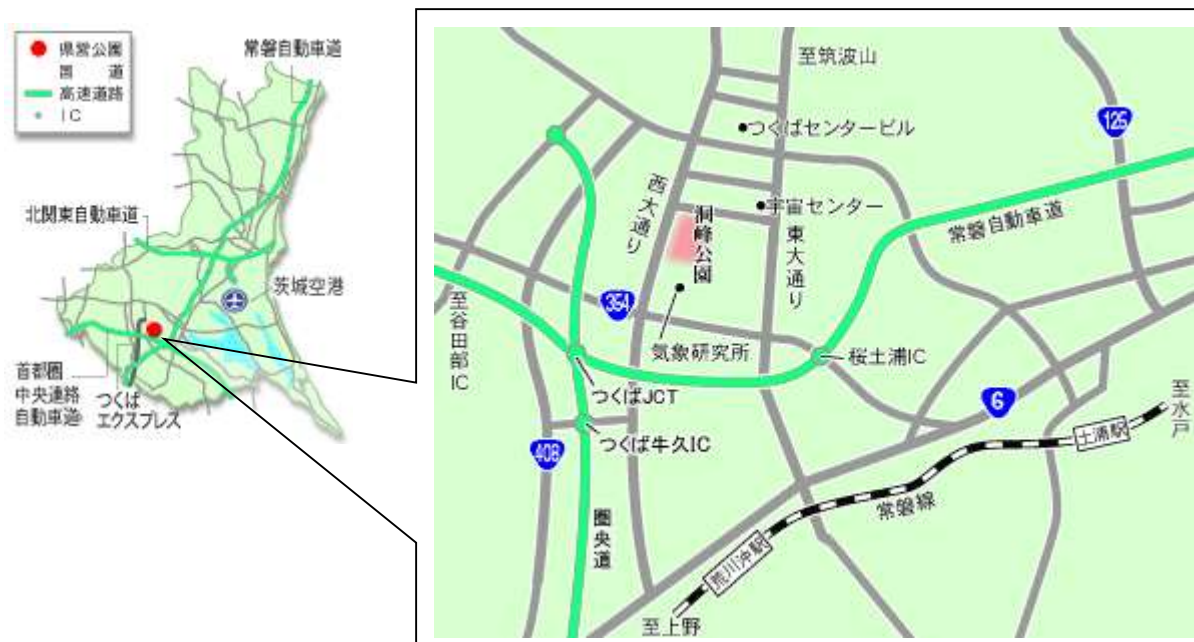 県営公園
国道
高速道路
IC
常磐自動車道
北関東自動車道
茨城空港
首都圏
中央連絡
自動車道
つくば
エクスプレス
至筑波山
つくばセンタービル
125
西大通り
宇宙センター
洞峰公園
東大通り
常磐自動車道
354
至谷田部IC
気象研究所
桜土浦IC
つくばJCT
6
至水戸
408
つくば牛久IC
土浦駅
常磐線
圏央道
荒川沖駅
至上野